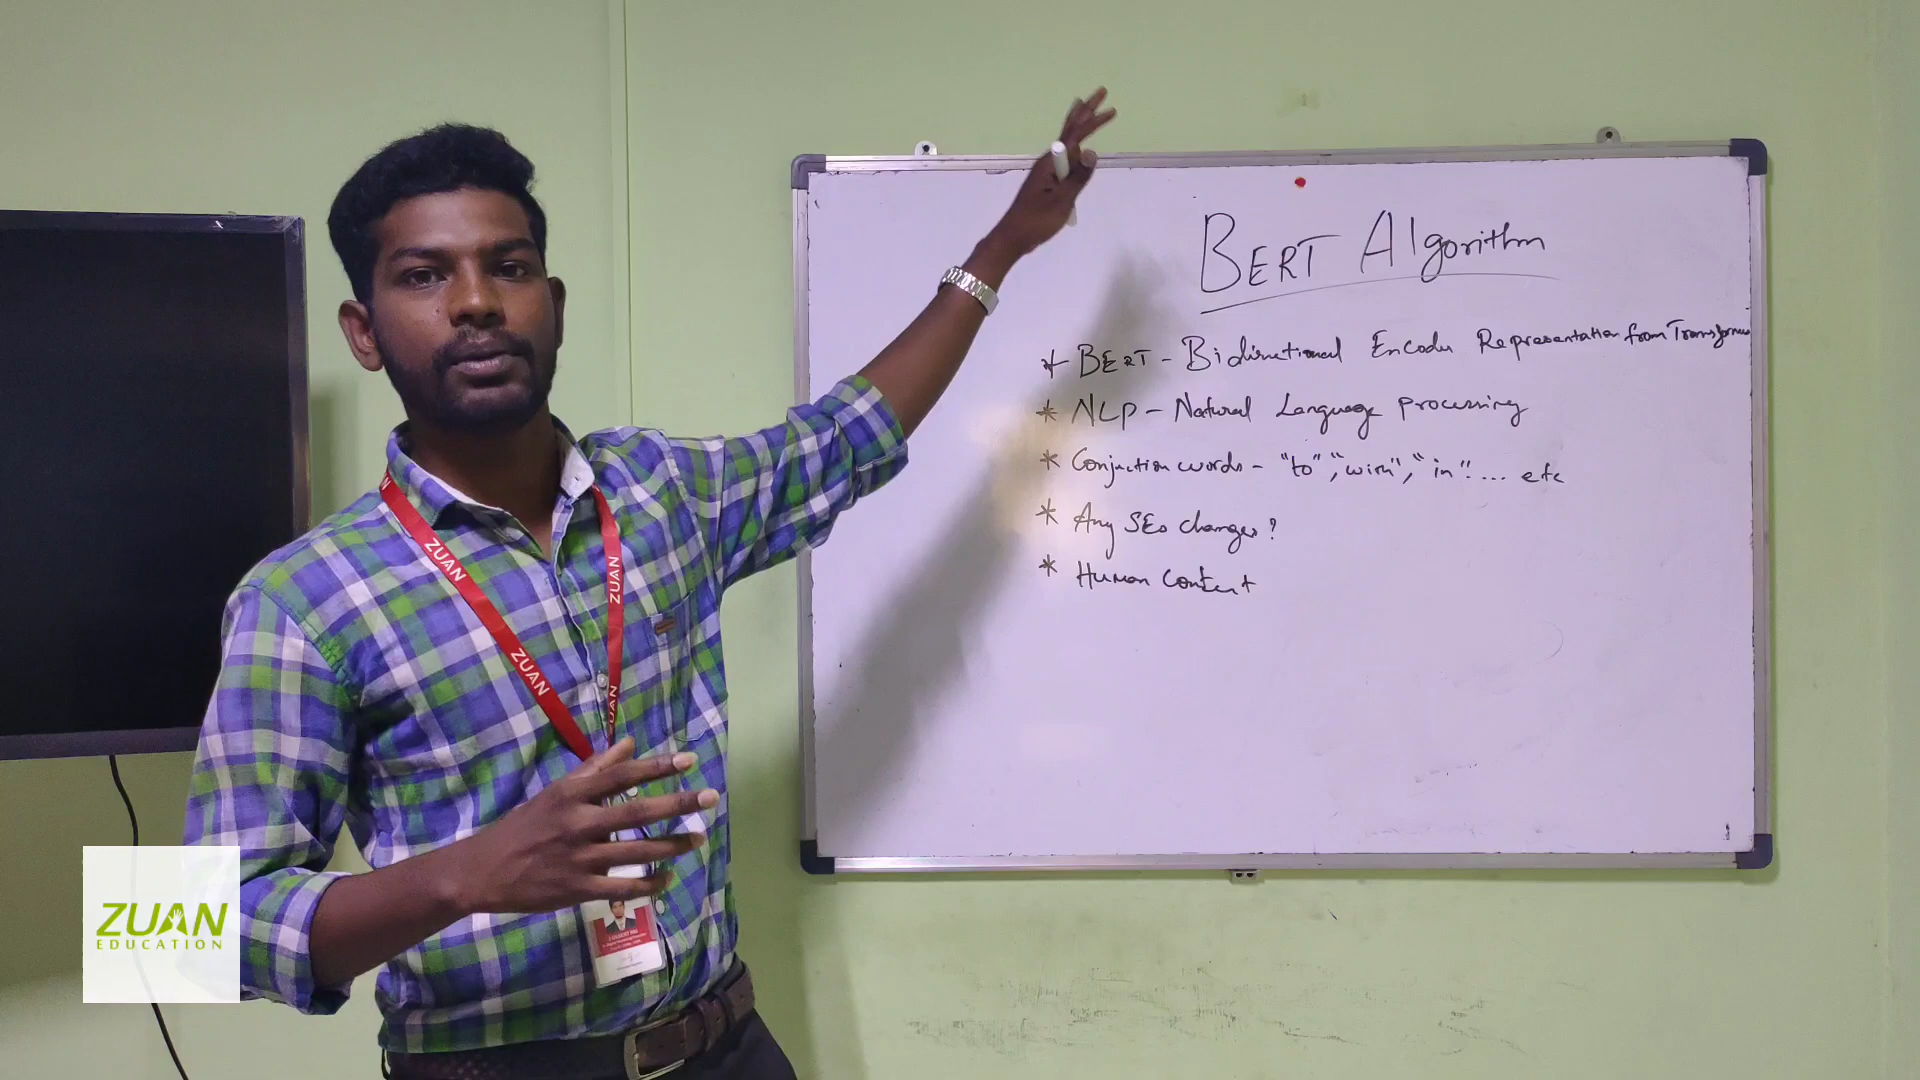 BERT Algorithm
* BERT - Bidirectional Encoder Representation from Transformers
* NLP - Natural Language Processing
* Conjuction words - "to", "with", "in".... etc
* Any SEO changes?
* Human Content
ZUAN
ZUAN
ZUAN
ZUAN
ZUAN
EDUCATION